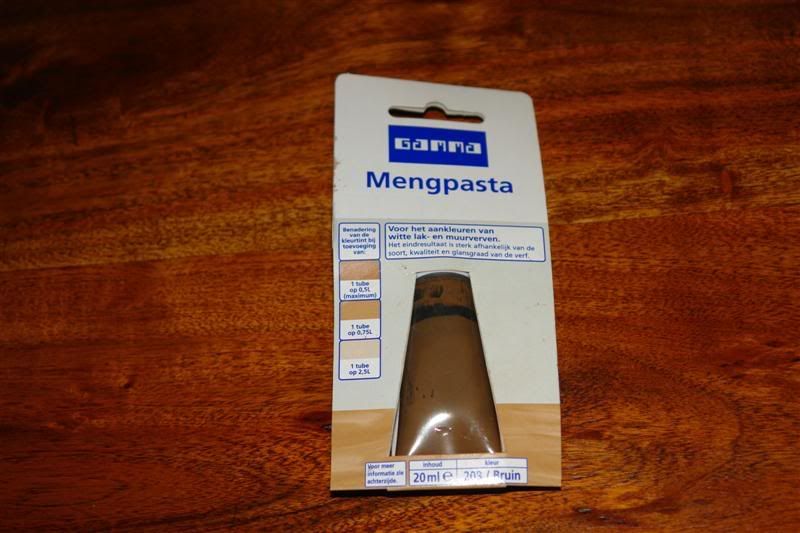 GAMMA
Mengpasta
Benadering
van de
kleurtint bij
toevoeging
van:
Voor het aankleuren van
witte lak- en muurverven.
Het eindresultaat is sterk afhankelijk van de
soort, kwaliteit en glansgraad van de verf.
1 tube
op 0,5L
(maximum)
1 tube
op 0,75L
1 tube
op 2,5L
Voor meer
informatie zie
achterzijde.
inhoud
20 ml e
kleur
203 / Bruin